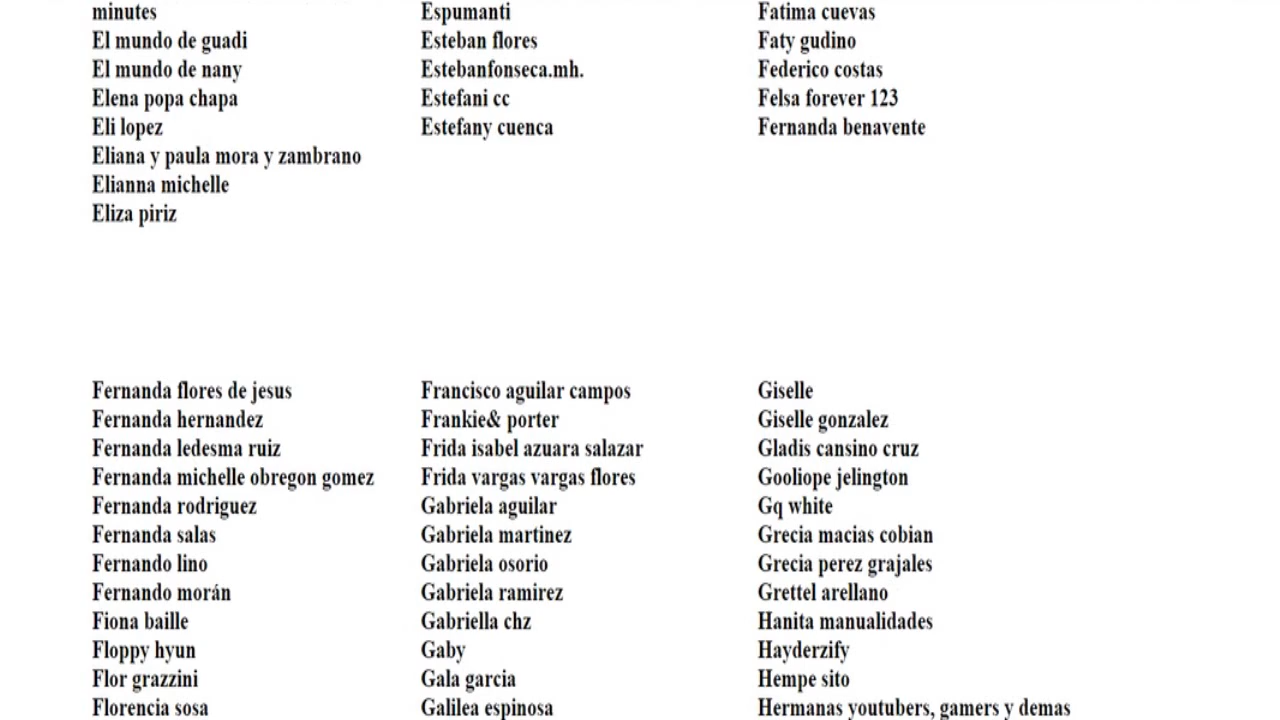 minutes
El mundo de guadi
El mundo de nany
Elena popa chapa
Eli lopez
Eliana y paula mora y zambrano
Elianna michelle
Eliza piriz
Espumanti
Esteban flores
Estebanfonseca.mh.
Estefani cc
Estefany cuenca
Fatima cuevas
Faty gudino
Federico costas
Felsa forever 123
Fernanda benavente
Fernanda flores de jesus
Fernanda hernandez
Fernanda ledesma ruiz
Fernanda michelle obregon gomez
Fernanda rodriguez
Fernanda salas
Fernando lino
Fernando morán
Fiona baille
Floppy hyun
Flor grazzini
Florencia sosa
Francisco aguilar campos
Frankie& porter
Frida isabel azuara salazar
Frida vargas vargas flores
Gabriela aguilar
Gabriela martinez
Gabriela osorio
Gabriela ramirez
Gabriella chz
Gaby
Gala garcia
Galilea espinosa
Giselle
Giselle gonzalez
Gladis cansino cruz
Gooliope jelington
Gq white
Grecia macias cobian
Grecia perez grajales
Grettel arellano
Hanita manualidades
Hayderzify
Hempe sito
Hermanas youtubers, gamers y demas